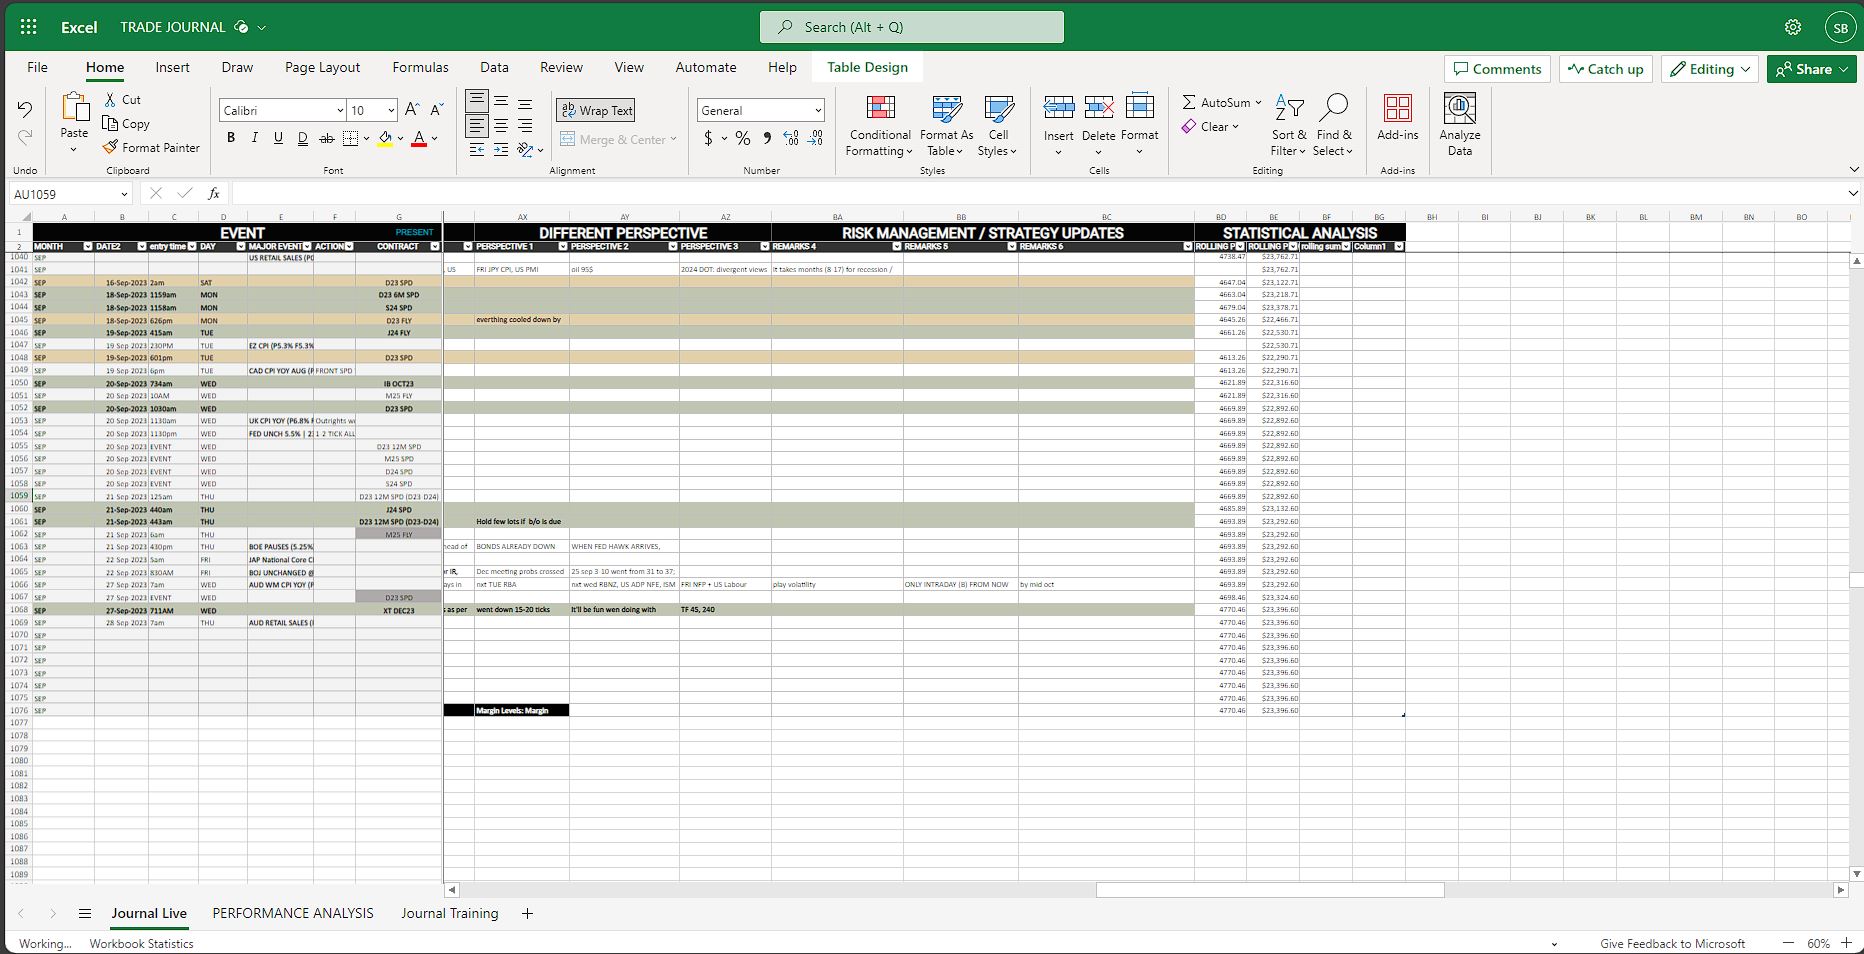 Excel TRADE JOURNAL Search (Alt + Q) SB
File Home Insert Draw Page Layout Formulas Data Review View Automate Help Table Design Comments Catch up Editing Share
Cut
Calibri 10 Wrap Text General AutoSum
Paste Copy Conditional Format As Cell Insert Delete Format Clear Sort & Find & Add-ins Analyze
Format Painter B I U D ab Merge & Center $ % Formatting Table Styles Filter Select Data
Undo Clipboard Font Alignment Number Styles Cells Editing Add-ins
AU1059 fx
A B C D E F G AX AY AZ BA BB BC BD BE BF BG BH BI BJ BK BL BM BN BO
1 EVENT PRESENT DIFFERENT PERSPECTIVE RISK MANAGEMENT / STRATEGY UPDATES STATISTICAL ANALYSIS
2 MONTH DATE2 entry time DAY MAJOR EVENT ACTION CONTRACT PERSPECTIVE 1 PERSPECTIVE 2 PERSPECTIVE 3 REMARKS 4 REMARKS 5 REMARKS 6 ROLLING P ROLLING P rolling sum Column1
1040 SEP US RETAIL SALES (PC 4738.47 $23,762.71
1041 SEP , US FRI JPY CPI, US PMI oil 95$ 2024 DOT: divergent views It takes months (8-17) for recession / $23,762.71
1042 SEP 16-Sep-2023 2am SAT D23 SPD 4647.04 $23,122.71
1043 SEP 18-Sep-2023 1159am MON D23 6M SPD 4663.04 $23,218.71
1044 SEP 18-Sep-2023 1158am MON S24 SPD 4679.04 $23,378.71
1045 SEP 18-Sep-2023 626pm MON D23 FLY everthing cooled down by 4645.26 $22,466.71
1046 SEP 19-Sep-2023 415am TUE J24 FLY 4661.26 $22,530.71
1047 SEP 19-Sep-2023 230PM TUE EZ CPI (P5.3% F5.3% $22,530.71
1048 SEP 19-Sep-2023 601pm TUE D23 SPD 4613.26 $22,290.71
1049 SEP 19-Sep-2023 6pm TUE CAD CPI YOY AUG (P FRONT SPD 4613.26 $22,290.71
1050 SEP 20-Sep-2023 734am WED IB OCT23 4621.89 $22,316.60
1051 SEP 20-Sep-2023 10AM WED M25 FLY 4621.89 $22,316.60
1052 SEP 20-Sep-2023 1030am WED D23 SPD 4669.89 $22,892.60
1053 SEP 20-Sep-2023 1130am WED UK CPI YOY (P6.8% F Outrights we 4669.89 $22,892.60
1054 SEP 20-Sep-2023 1130pm WED FED UNCH 5.5% | 2 1-2 TICK ALL 4669.89 $22,892.60
1055 SEP 20-Sep-2023 EVENT WED D23 12M SPD 4669.89 $22,892.60
1056 SEP 20-Sep-2023 EVENT WED M25 SPD 4669.89 $22,892.60
1057 SEP 20-Sep-2023 EVENT WED D24 SPD 4669.89 $22,892.60
1058 SEP 20-Sep-2023 EVENT WED S24 SPD 4669.89 $22,892.60
1059 SEP 21-Sep-2023 125am THU D23 12M SPD (D23-D24) 4669.89 $22,892.60
1060 SEP 21-Sep-2023 440am THU J24 SPD 4685.89 $23,132.60
1061 SEP 21-Sep-2023 443am THU D23 12M SPD (D23-D24) Hold few lots if b/o is due 4693.89 $23,292.60
1062 SEP 21-Sep-2023 6am THU M25 FLY 4693.89 $23,292.60
1063 SEP 21-Sep-2023 430pm THU BOE PAUSES (5.25% head of BONDS ALREADY DOWN WHEN FED HAWK ARRIVES, 4693.89 $23,292.60
1064 SEP 22-Sep-2023 5am FRI JAP National Core C 4693.89 $23,292.60
1065 SEP 22-Sep-2023 830AM FRI BOJ UNCHANGED @ r IR, Dec meeting probs crossed 25 sep 3-10 went from 31 to 37; 4693.89 $23,292.60
1066 SEP 27-Sep-2023 7am WED AUD WM CPI YOY (P ays in nxt TUE RBA nxt wed RBNZ, US ADP NFE, ISM FRI NFP + US Labour play volatility ONLY INTRADAY (B) FROM NOW by mid oct 4693.89 $23,292.60
1067 SEP 27-Sep-2023 EVENT WED D23 SPD 4698.46 $23,324.60
1068 SEP 27-Sep-2023 711AM WED XT DEC23 s as per went down 15-20 ticks It'll be fun wen doing with TF 45, 240 4770.46 $23,396.60
1069 SEP 28-Sep-2023 7am THU AUD RETAIL SALES ( 4770.46 $23,396.60
1070 SEP 4770.46 $23,396.60
1071 SEP 4770.46 $23,396.60
1072 SEP 4770.46 $23,396.60
1073 SEP 4770.46 $23,396.60
1074 SEP 4770.46 $23,396.60
1075 SEP 4770.46 $23,396.60
1076 SEP Margin Levels: Margin 4770.46 $23,396.60
1077
1078
1079
1080
1081
1082
1083
1084
1085
1086
1087
1088
1089
Journal Live PERFORMANCE ANALYSIS Journal Training
Working... Workbook Statistics Give Feedback to Microsoft 60%